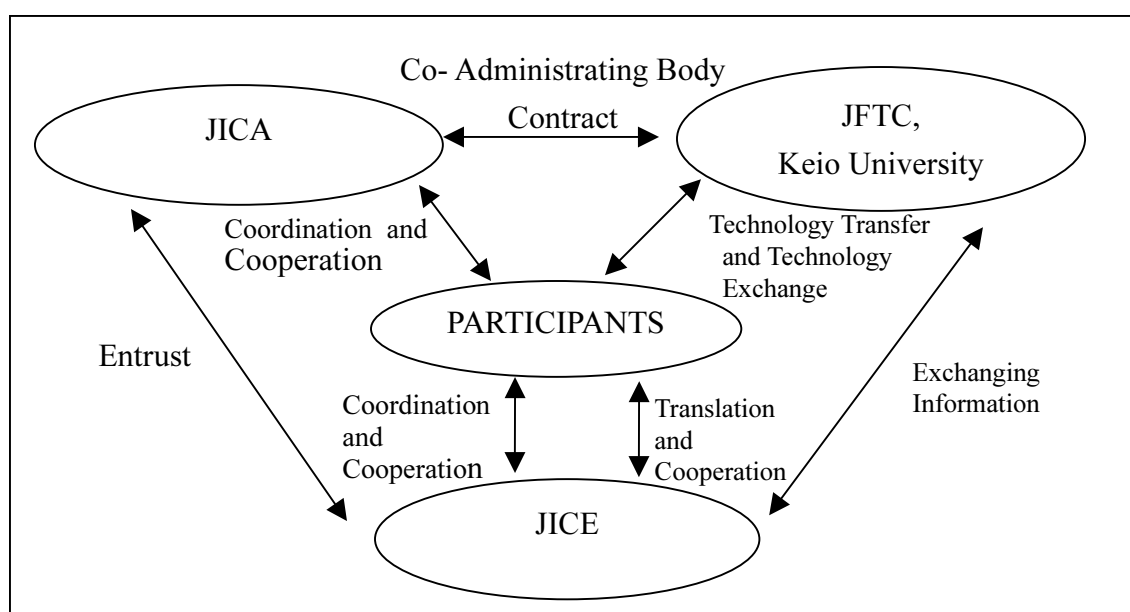 Co- Administrating Body
JICA
Contract
JFTC,
Keio University
Coordination and
Cooperation
Technology Transfer
and Technology
Exchange
PARTICIPANTS
Entrust
Exchanging
Information
Coordination
and
Cooperation
Translation
and
Cooperation
JICE